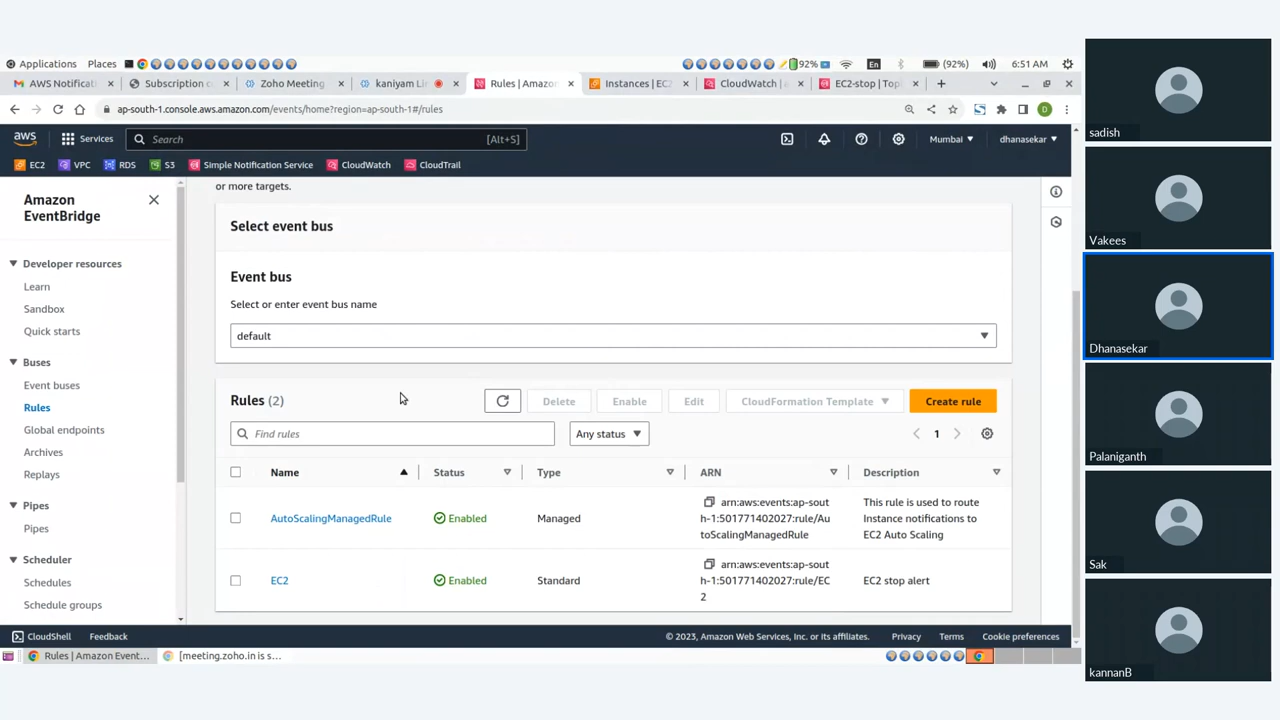 Applications Places 92% En (92%) 6:51 AM
AWS Notificati Subscription co Zoho Meeting kaniyam Lin Rules | Amazo Instances | EC2 CloudWatch | a EC2-stop | Topi
ap-south-1.console.aws.amazon.com/events/home?region=ap-south-1#/rules D
aws Services Search [Alt+S] Mumbai dhanasekar
EC2 VPC RDS S3 Simple Notification Service CloudWatch CloudTrail
Amazon
EventBridge
Developer resources
Learn
Sandbox
Quick starts
Buses
Event buses
Rules
Global endpoints
Archives
Replays
Pipes
Pipes
Scheduler
Schedules
Schedule groups
or more targets.
Select event bus
Event bus
Select or enter event bus name
default
Rules (2) Delete Enable Edit CloudFormation Template Create rule
Find rules Any status 1
Name Status Type ARN Description
AutoScalingManagedRule Enabled Managed arn:aws:events:ap-sout
h-1:501771402027:rule/Au
toScalingManagedRule
This rule is used to route
Instance notifications to
EC2 Auto Scaling
EC2 Enabled Standard arn:aws:events:ap-sout
h-1:501771402027:rule/EC
2
EC2 stop alert
CloudShell Feedback © 2023, Amazon Web Services, Inc. or its affiliates. Privacy Terms Cookie preferences
Rules | Amazon Event... [meeting.zoho.in is s...
sadish
Vakees
Dhanasekar
Palaniganth
Sak
kannanB